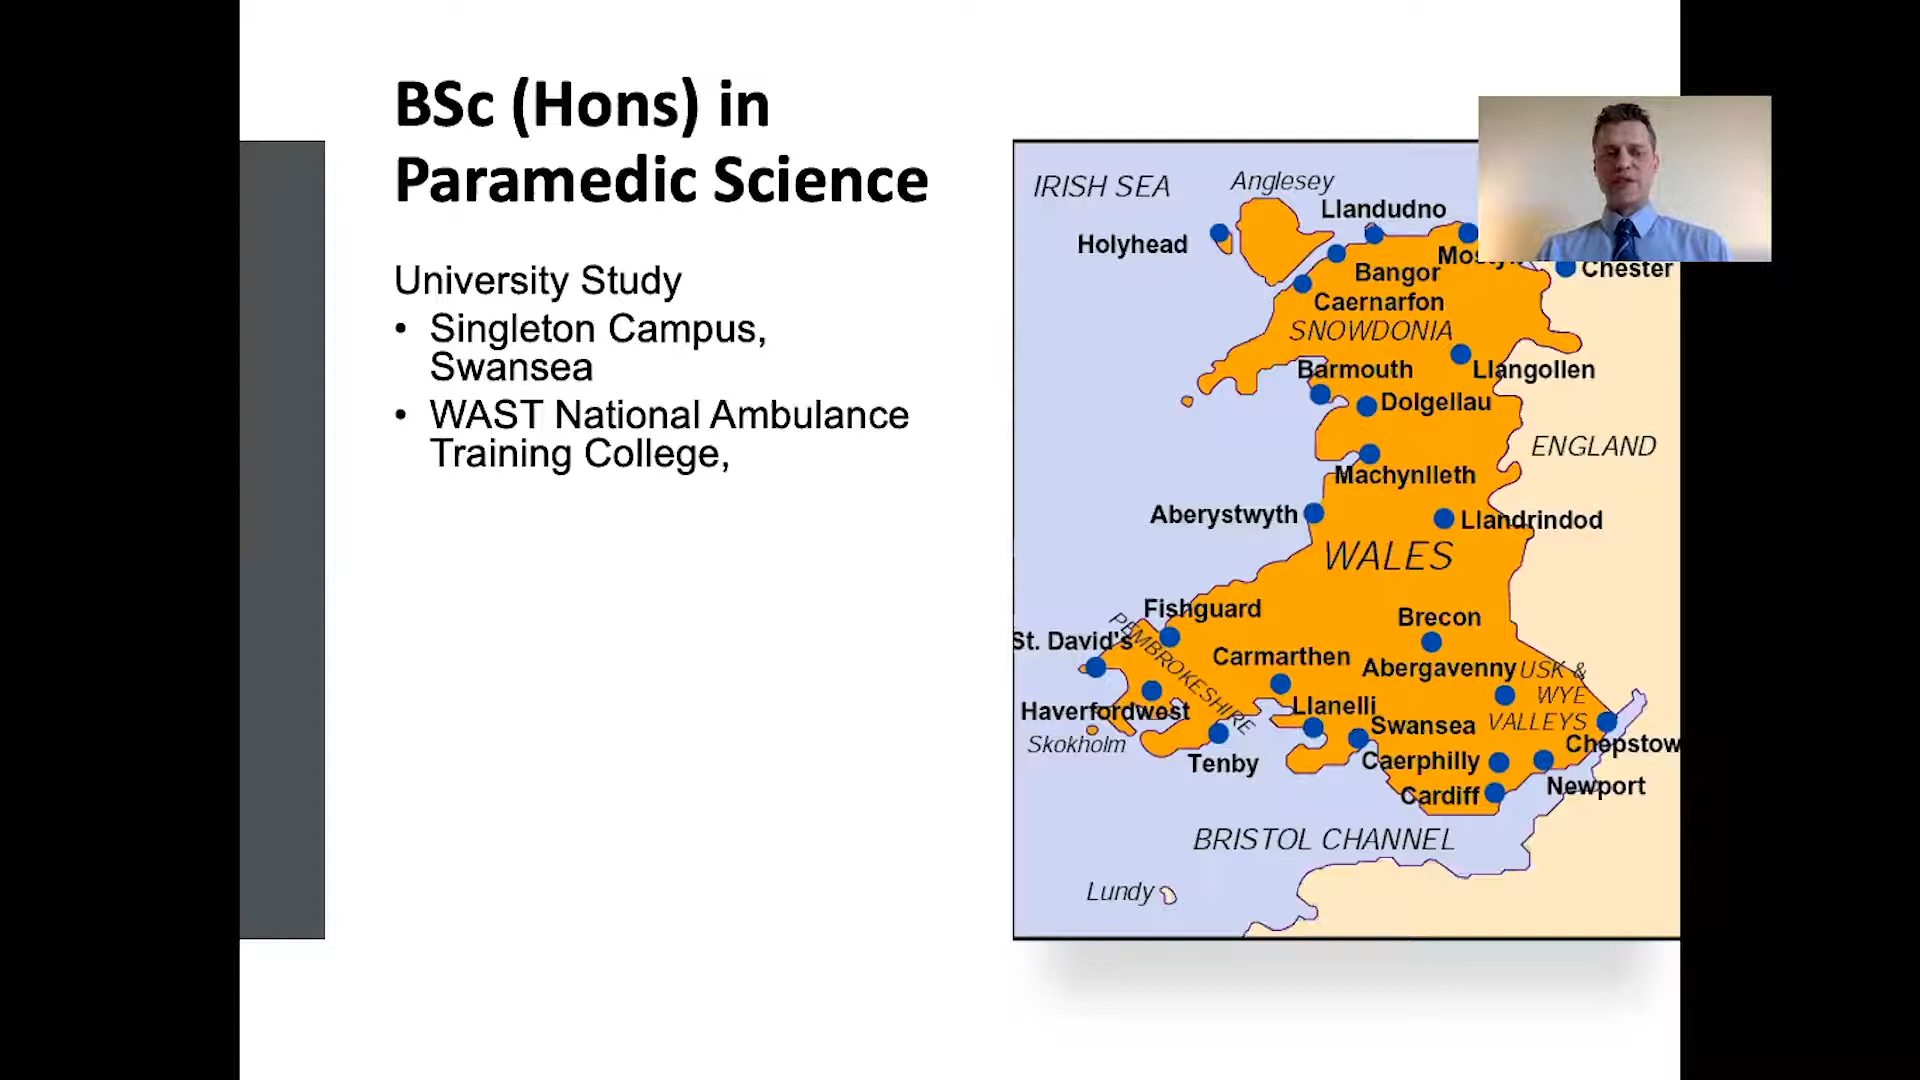 BSc (Hons) in
Paramedic Science
University Study
• Singleton Campus,
Swansea
• WAST National Ambulance
Training College,
IRISH SEA
Anglesey
Llandudno
Holyhead
Bangor
Chester
Caernarfon
SNOWDONIA
Barmouth
Llangollen
Dolgellau
ENGLAND
Machynlleth
Aberystwyth
Llandrindod
WALES
Fishguard
Brecon
St. David's
PEMBROKESHIRE
Carmarthen
Abergavenny
USK &
WYE
VALLEYS
Haverfordwest
Llanelli
Swansea
Skokholm
Chepstow
Tenby
Caerphilly
Newport
Cardiff
BRISTOL CHANNEL
Lundy